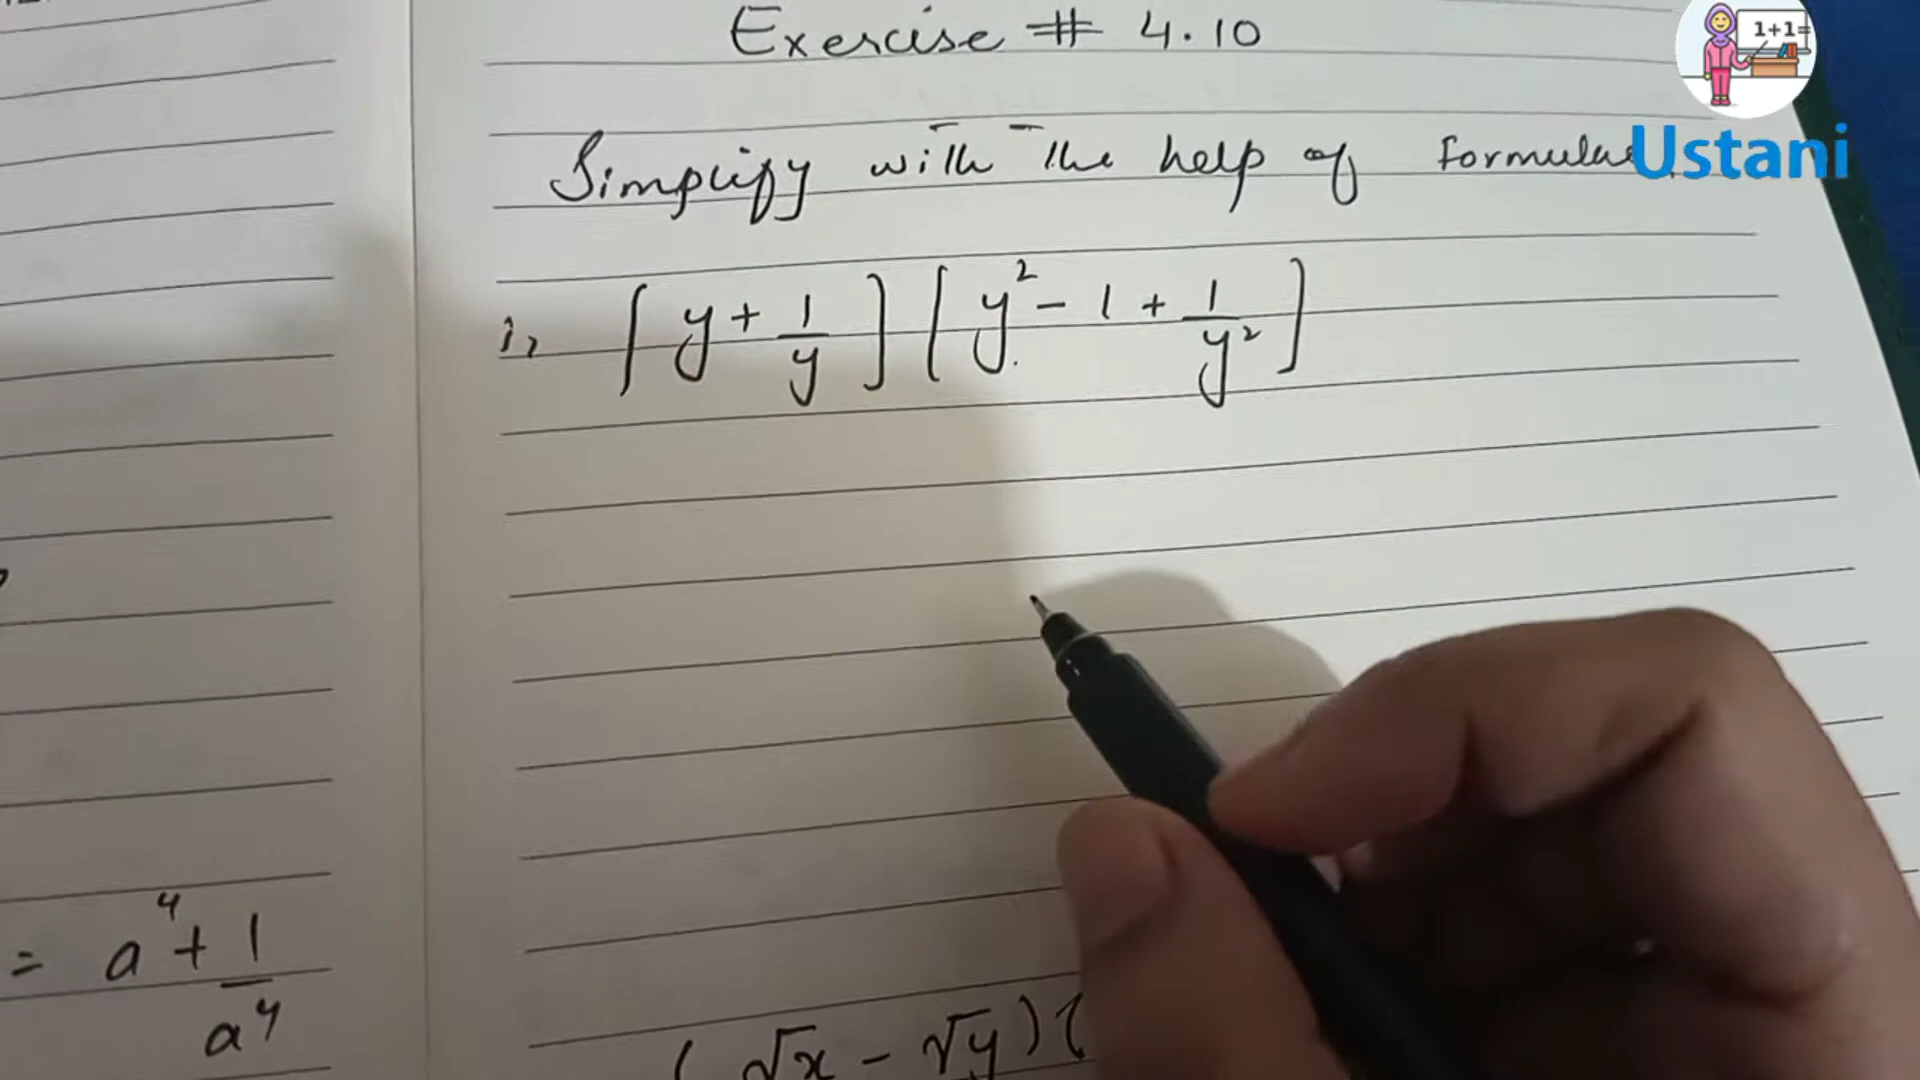 Exercise # 4.10
1+1=
Ustani
Simplify with the help of formulas.
i, [y + 1/y] [y² - 1 + 1/y²]
= a⁴ + 1/a⁴
(√x - √y)(